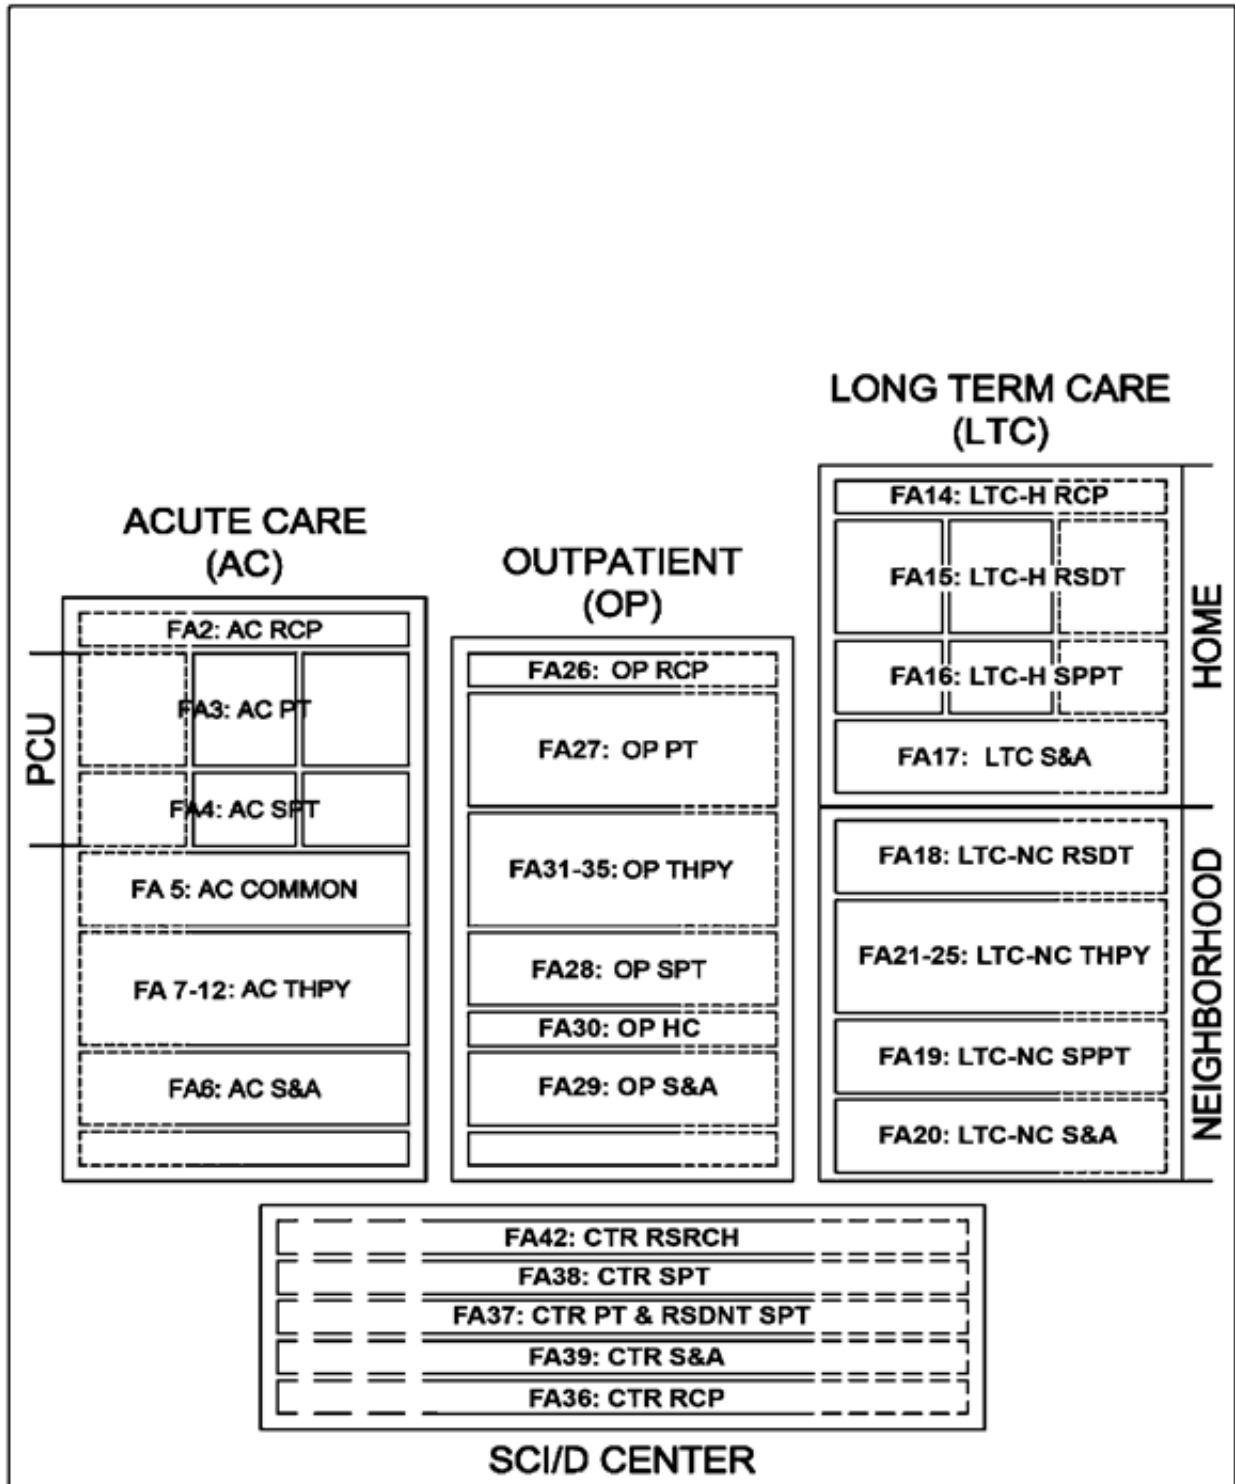 LONG TERM CARE
(LTC)
ACUTE CARE
(AC)
OUTPATIENT
(OP)
PCU
FA2: AC RCP
FA3: AC PT
FA4: AC SPT
FA 5: AC COMMON
FA 7-12: AC THPY
FA6: AC S&A
FA26: OP RCP
FA27: OP PT
FA31-35: OP THPY
FA28: OP SPT
FA30: OP HC
FA29: OP S&A
FA14: LTC-H RCP
FA15: LTC-H RSDT
FA16: LTC-H SPPT
FA17: LTC S&A
HOME
FA18: LTC-NC RSDT
FA21-25: LTC-NC THPY
FA19: LTC-NC SPPT
FA20: LTC-NC S&A
NEIGHBORHOOD
FA42: CTR RSRCH
FA38: CTR SPT
FA37: CTR PT & RSDNT SPT
FA39: CTR S&A
FA36: CTR RCP
SCI/D CENTER